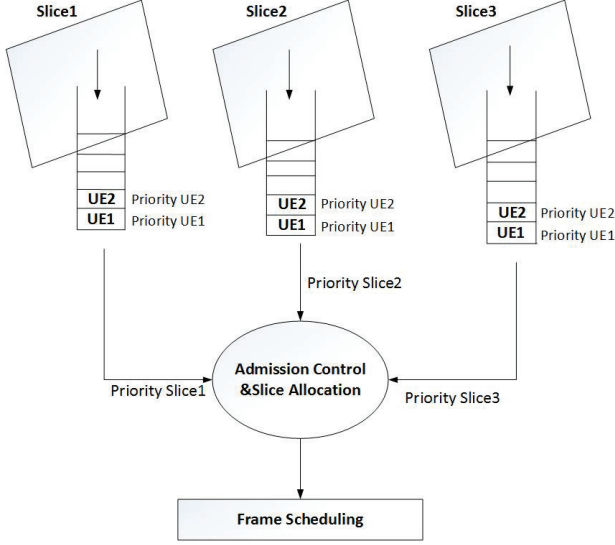 Slice1
Slice2
Slice3
UE2 Priority UE2
UE1 Priority UE1
UE2 Priority UE2
UE1 Priority UE1
UE2 Priority UE2
UE1 Priority UE1
Priority Slice2
Admission Control
&Slice Allocation
Priority Slice1
Priority Slice3
Frame Scheduling